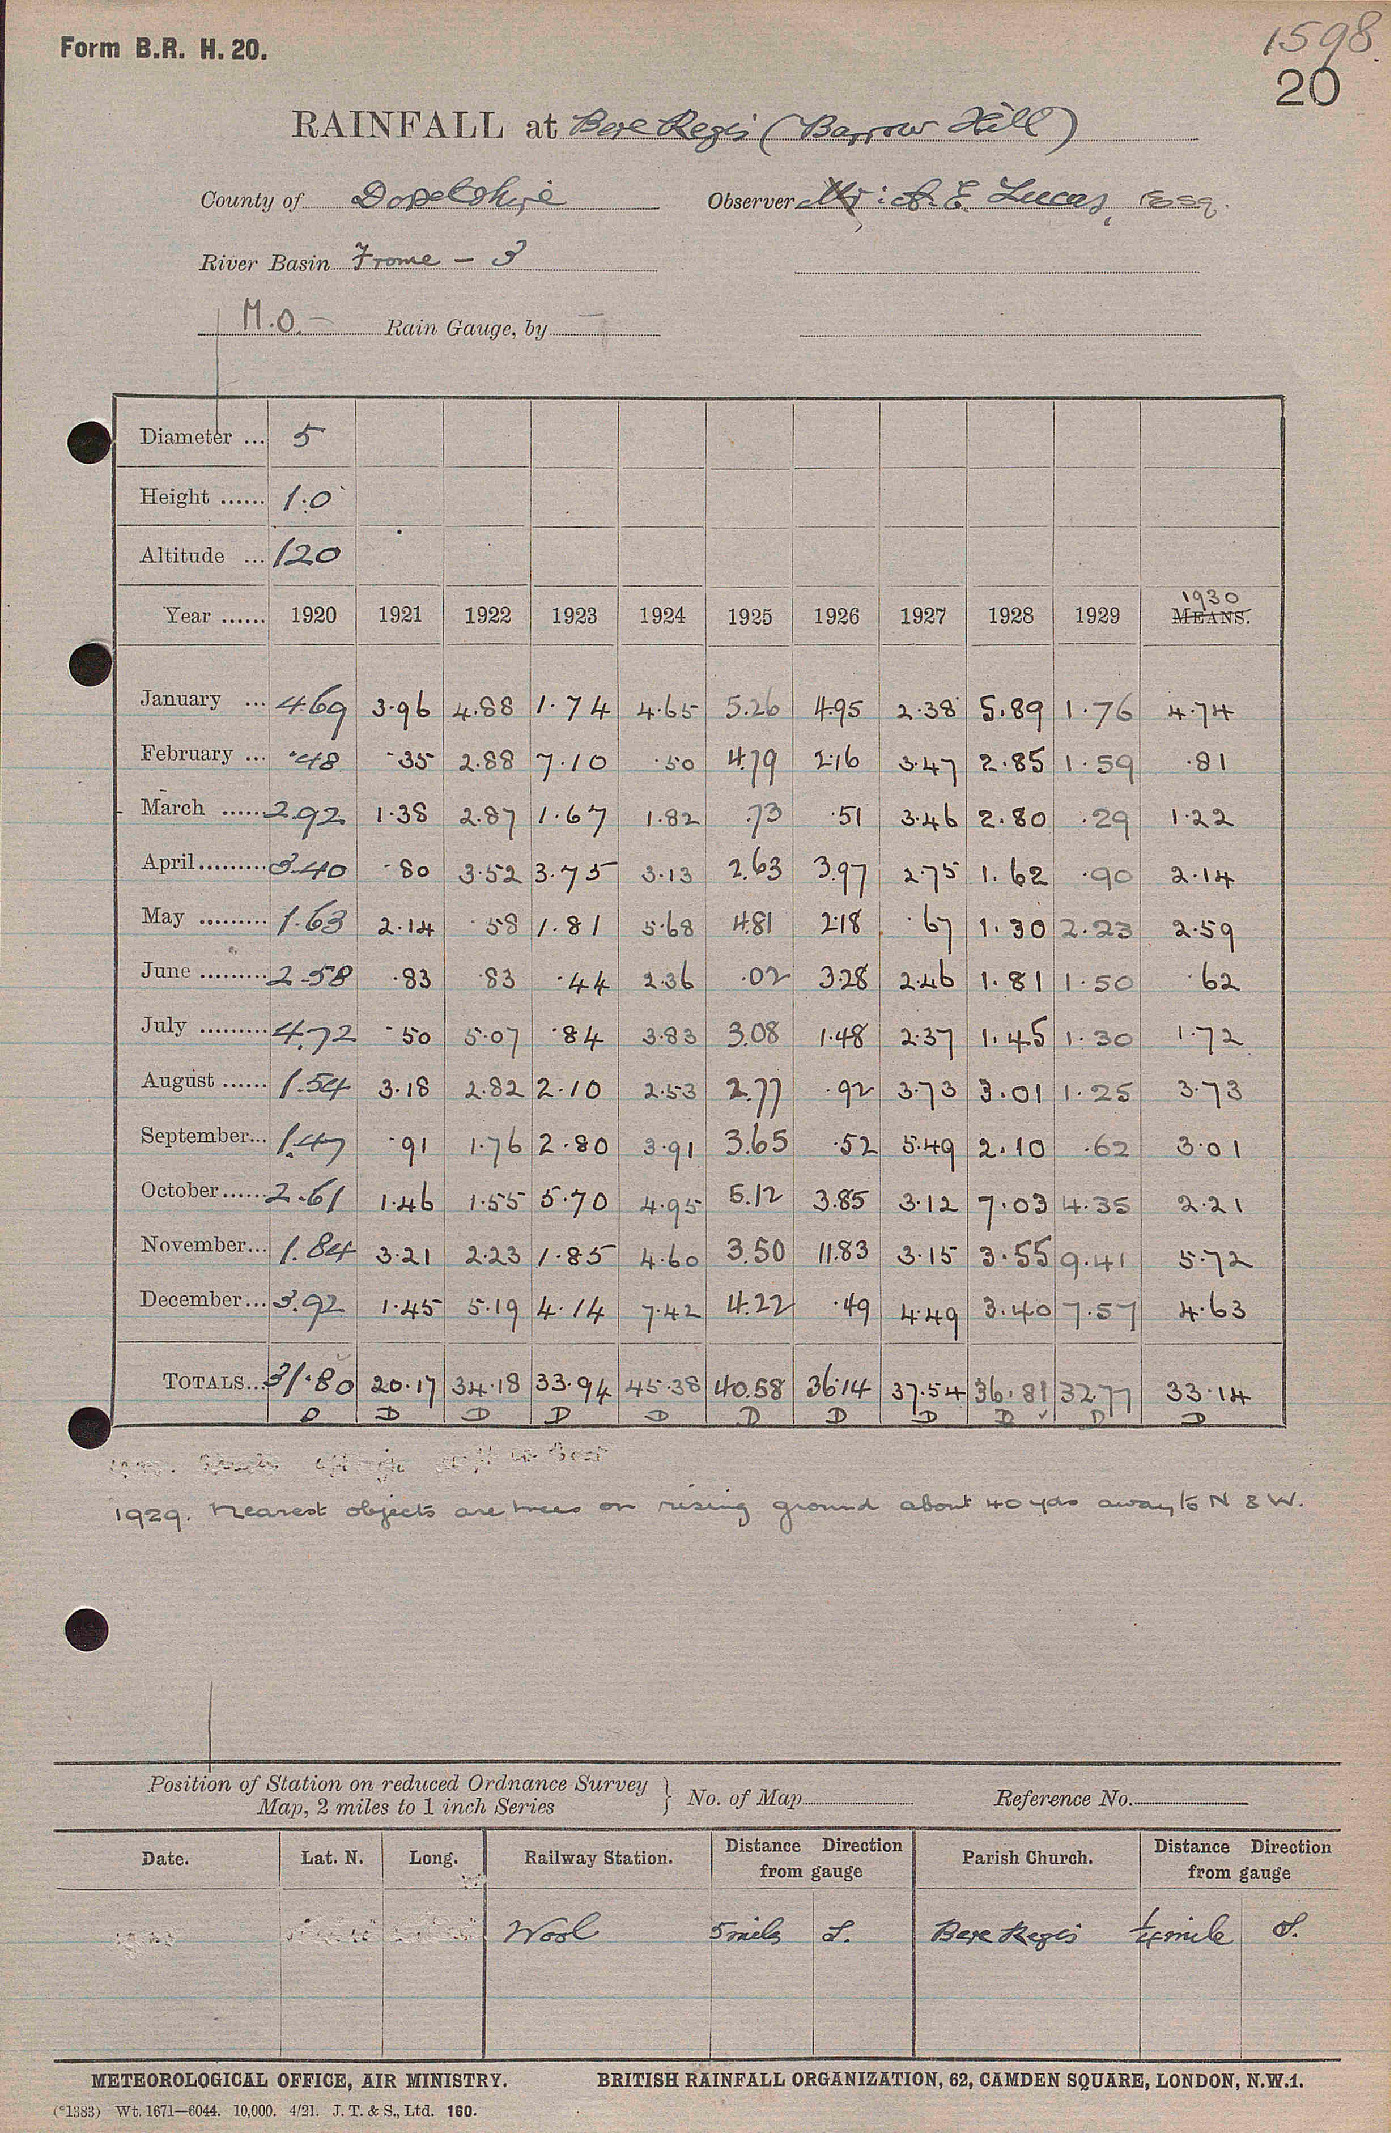 Form B.R. H. 20.
1598.
20
RAINFALL at Bere Regis (Barrow Hill)
County of Dorsetshire Observer Mr: A. E. Lucas, Esq.
River Basin Frome - 3
M.O. - Rain Gauge, by -
Diameter ... 5
Height ...... 1.0
Altitude ... 120
1930
Year ...... 1920 1921 1922 1923 1924 1925 1926 1927 1928 1929 MEANS.
January ... 4.69 3.96 4.88 1.74 4.65 5.26 4.95 2.38 5.89 1.76 4.74
February ... .48 .35 2.88 7.10 .50 4.79 2.16 3.47 2.85 1.59 .81
March ...... 2.92 1.38 2.87 1.67 1.82 .73 .51 3.46 2.80 .29 1.22
April ......... 3.40 .80 3.52 3.75 3.13 2.63 3.97 2.75 1.62 .90 2.14
May ......... 1.63 2.14 .58 1.81 5.68 4.81 2.18 .67 1.30 2.23 2.59
June ......... 2.58 .83 .83 .44 2.36 .02 3.28 2.46 1.81 1.50 .62
July ......... 4.72 .50 5.07 .84 3.83 3.08 1.48 2.37 1.45 1.30 1.72
August ...... 1.54 3.18 2.82 2.10 2.53 2.77 .92 3.73 3.01 1.25 3.73
September... 1.47 .91 1.76 2.80 3.91 3.65 .52 5.49 2.10 .62 3.01
October ...... 2.61 1.46 1.55 5.70 4.95 5.12 3.85 3.12 7.03 4.35 2.21
November... 1.84 3.21 2.23 1.85 4.60 3.50 11.83 3.15 3.55 9.41 5.72
December... 3.92 1.45 5.19 4.14 7.42 4.22 .49 4.49 3.40 7.57 4.63
TOTALS... 31.80 20.17 34.18 33.94 45.38 40.58 36.14 37.54 36.81 32.77 33.14
D D D D D D D D D ✓ D D
1929. Nearest objects are trees on rising ground about 40 yds away to N & W.
Position of Station on reduced Ordnance Survey
Map, 2 miles to 1 inch Series } No. of Map Reference No.
Date. Lat. N. Long. Railway Station. Distance Direction from gauge Parish Church. Distance Direction from gauge
Wool 5 miles S. Bere Regis ¼ mile S.
METEOROLOGICAL OFFICE, AIR MINISTRY. BRITISH RAINFALL ORGANIZATION, 62, CAMDEN SQUARE, LONDON, N.W.1.
(*1383) Wt. 1671—6044. 10,000. 4/21. J. T. & S., Ltd. 160.